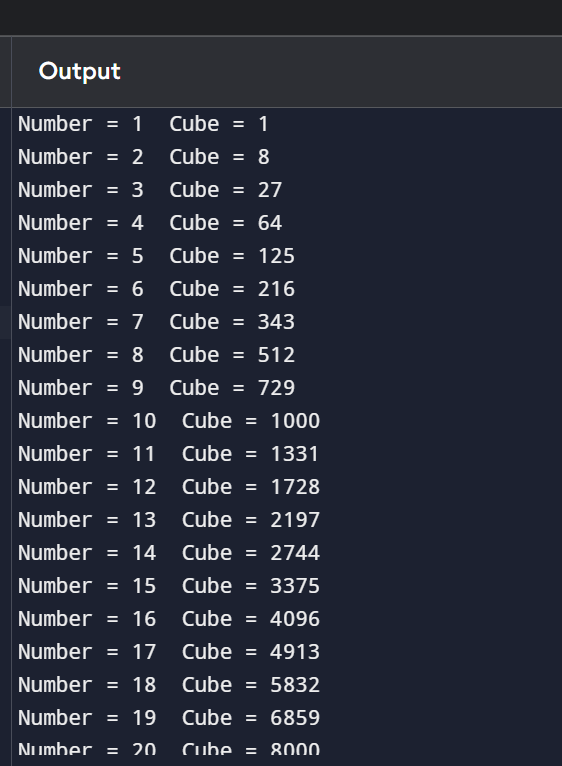 Output
Number = 1  Cube = 1
Number = 2  Cube = 8
Number = 3  Cube = 27
Number = 4  Cube = 64
Number = 5  Cube = 125
Number = 6  Cube = 216
Number = 7  Cube = 343
Number = 8  Cube = 512
Number = 9  Cube = 729
Number = 10  Cube = 1000
Number = 11  Cube = 1331
Number = 12  Cube = 1728
Number = 13  Cube = 2197
Number = 14  Cube = 2744
Number = 15  Cube = 3375
Number = 16  Cube = 4096
Number = 17  Cube = 4913
Number = 18  Cube = 5832
Number = 19  Cube = 6859
Number = 20  Cube = 8000